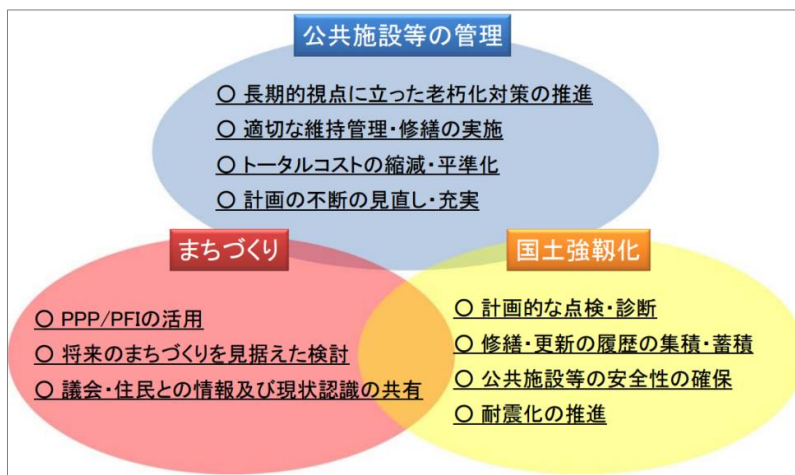 公共施設等の管理
○ 長期的視点に立った老朽化対策の推進
○ 適切な維持管理・修繕の実施
○ トータルコストの縮減・平準化
○ 計画の不断の見直し・充実
まちづくり
○ PPP/PFIの活用
○ 将来のまちづくりを見据えた検討
○ 議会・住民との情報及び現状認識の共有
国土強靱化
○ 計画的な点検・診断
○ 修繕・更新の履歴の集積・蓄積
○ 公共施設等の安全性の確保
○ 耐震化の推進